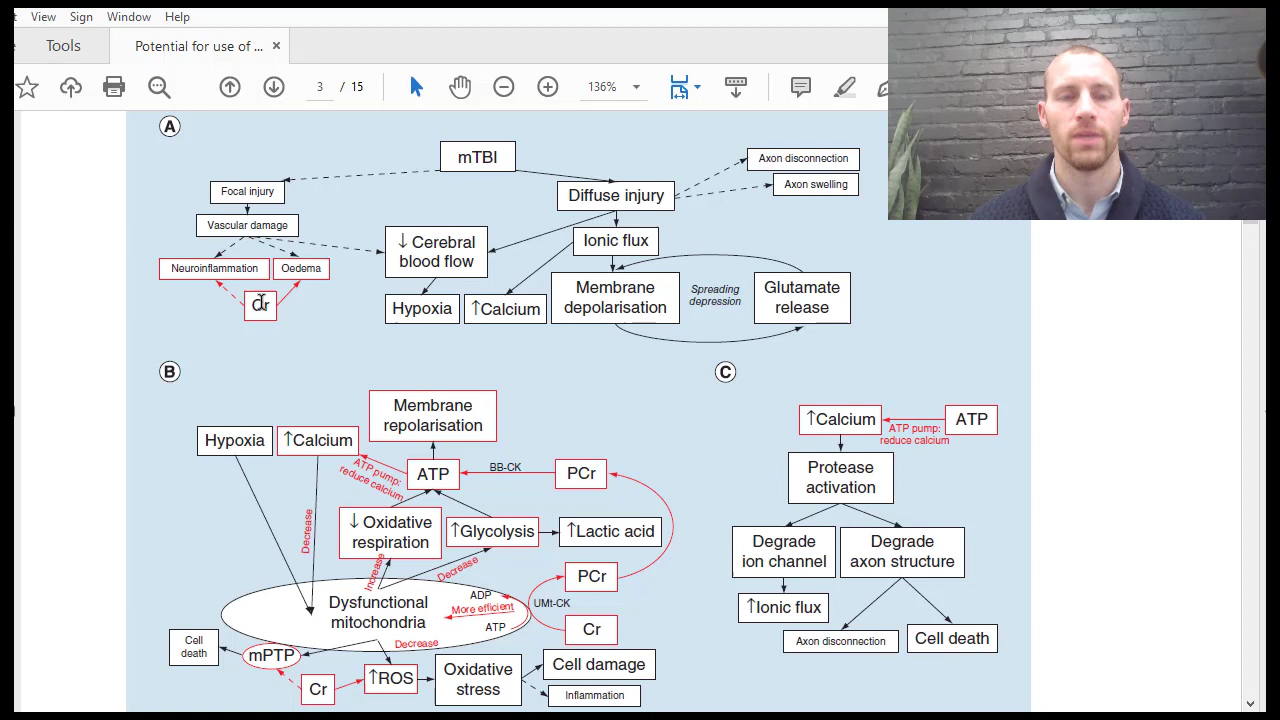 View Sign Window Help
Tools
Potential for use of ... ×
3 / 15
136%
A
mTBI
Axon disconnection
Axon swelling
Focal injury
Diffuse injury
Vascular damage
↓ Cerebral
blood flow
Ionic flux
Neuroinflammation
Oedema
Cr
Hypoxia
↑Calcium
Membrane
depolarisation
Spreading
depression
Glutamate
release
B
Membrane
repolarisation
Hypoxia
↑Calcium
ATP pump:
reduce calcium
ATP
BB-CK
PCr
Decrease
↓ Oxidative
respiration
↑Glycolysis
↑Lactic acid
Increase
Decrease
PCr
Dysfunctional
mitochondria
ADP
More efficient
ATP
UMt-CK
Cr
Decrease
Cell
death
mPTP
Cr
↑ROS
Oxidative
stress
Cell damage
Inflammation
C
↑Calcium
ATP
ATP pump:
reduce calcium
Protease
activation
Degrade
ion channel
Degrade
axon structure
↑Ionic flux
Axon disconnection
Cell death